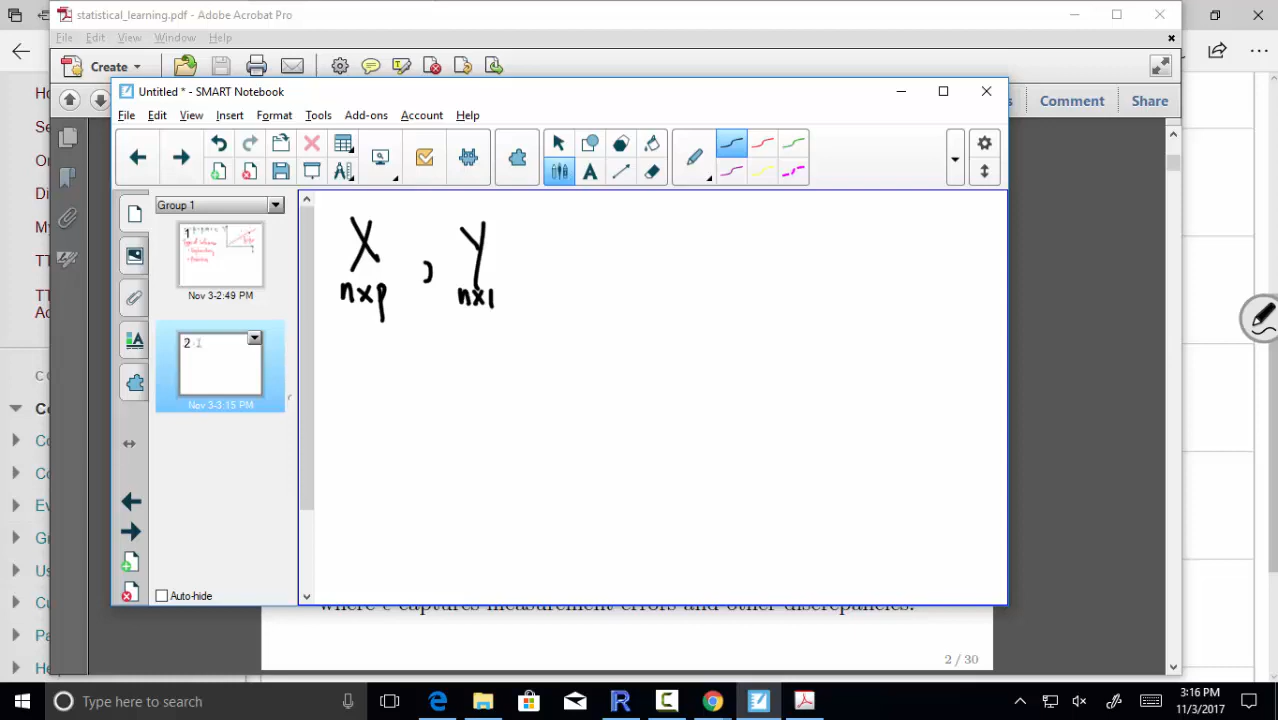 statistical_learning.pdf - Adobe Acrobat Pro
File Edit View Window Help
Create
Comment Share
Untitled * - SMART Notebook
File Edit View Insert Format Tools Add-ons Account Help
Group 1
1
Nov 3-2:49 PM
2
Nov 3-3:15 PM
Auto-hide
X , Y
nxp nx1
where ε captures measurement errors and other discrepancies.
2 / 30
Type here to search
3:16 PM
11/3/2017